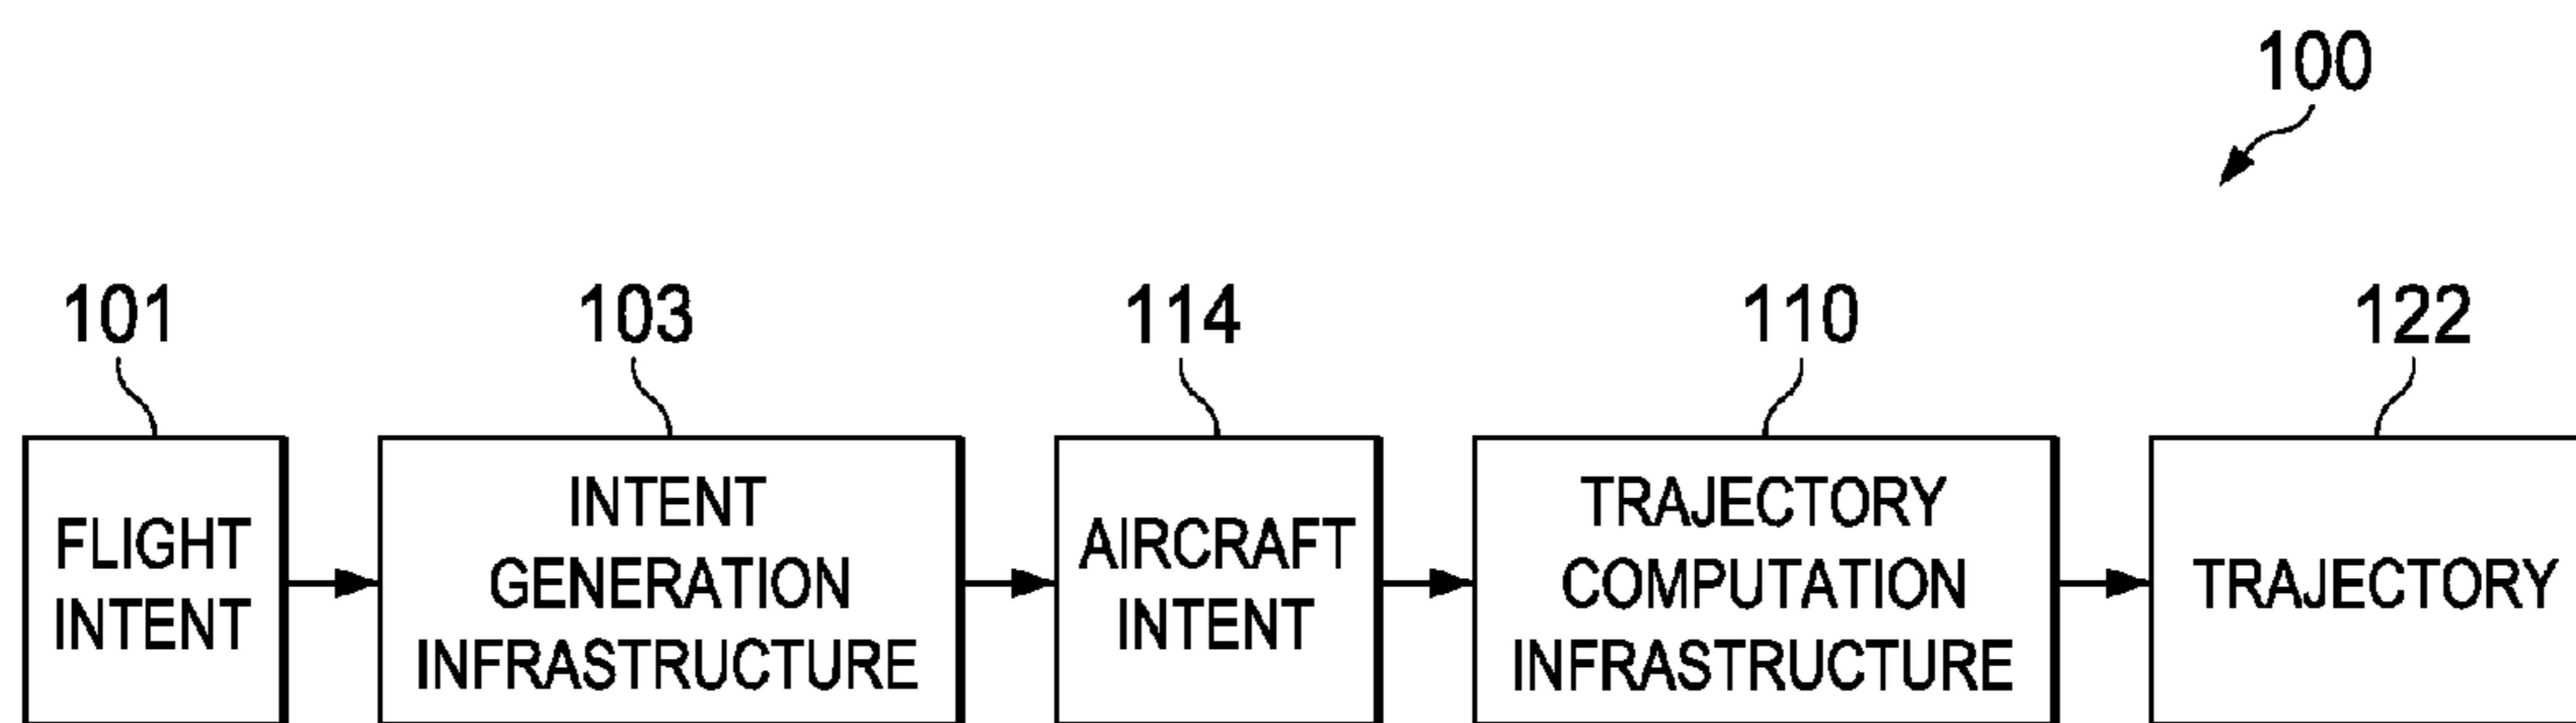 100
101
103
114
110
122
FLIGHT
INTENT
INTENT
GENERATION
INFRASTRUCTURE
AIRCRAFT
INTENT
TRAJECTORY
COMPUTATION
INFRASTRUCTURE
TRAJECTORY